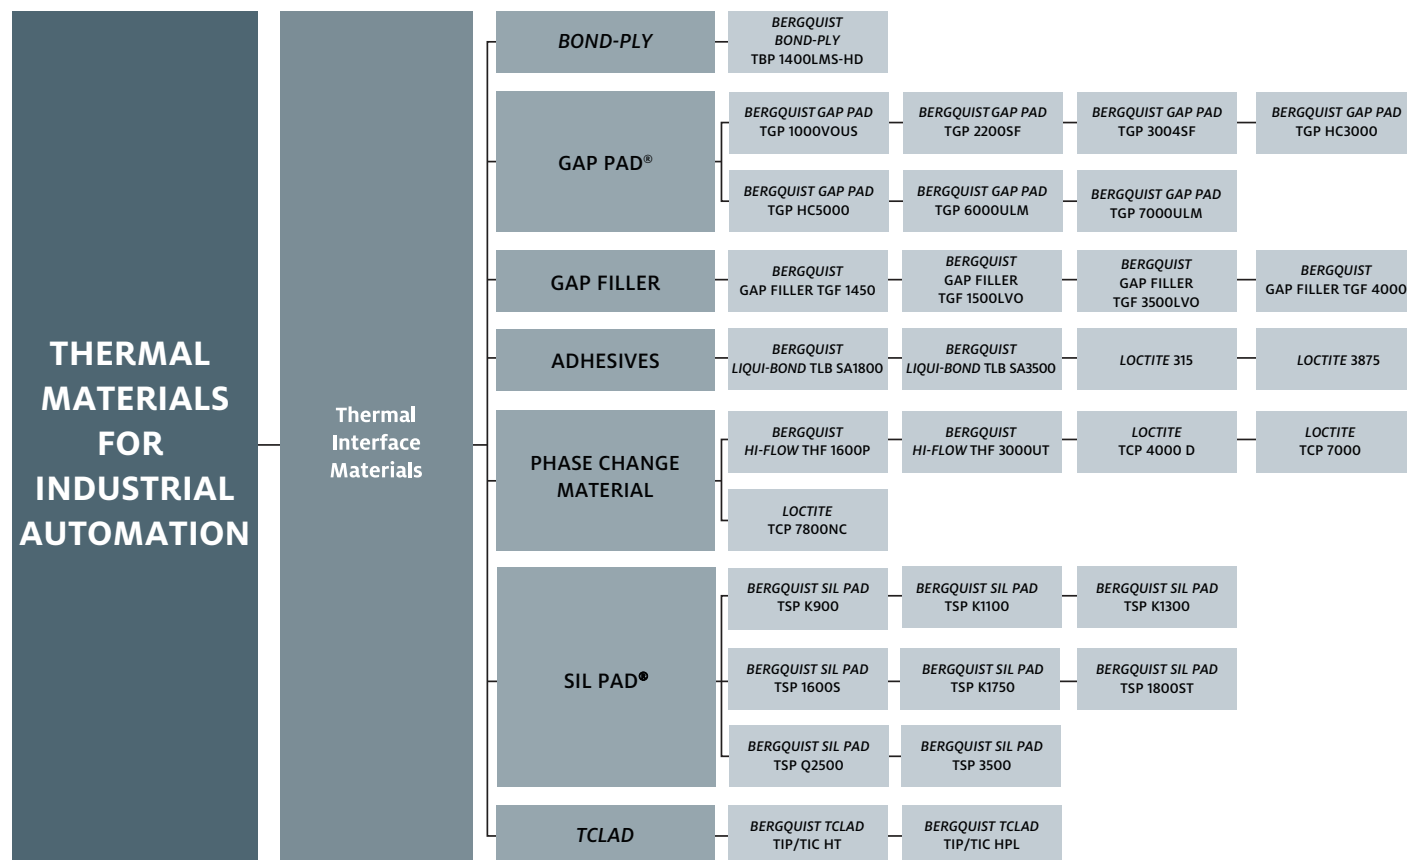 THERMAL
MATERIALS
FOR
INDUSTRIAL
AUTOMATION
Thermal
Interface
Materials
BOND-PLY
BERGQUIST
BOND-PLY
TBP 1400LMS-HD
GAP PAD®
BERGQUIST GAP PAD
TGP 1000VOUS
BERGQUIST GAP PAD
TGP 2200SF
BERGQUIST GAP PAD
TGP 3004SF
BERGQUIST GAP PAD
TGP HC3000
BERGQUIST GAP PAD
TGP HC5000
BERGQUIST GAP PAD
TGP 6000ULM
BERGQUIST GAP PAD
TGP 7000ULM
GAP FILLER
BERGQUIST
GAP FILLER TGF 1450
BERGQUIST
GAP FILLER
TGF 1500LVO
BERGQUIST
GAP FILLER
TGF 3500LVO
BERGQUIST
GAP FILLER TGF 4000
ADHESIVES
BERGQUIST
LIQUI-BOND TLB SA1800
BERGQUIST
LIQUI-BOND TLB SA3500
LOCTITE 315
LOCTITE 3875
PHASE CHANGE
MATERIAL
BERGQUIST
HI-FLOW THF 1600P
BERGQUIST
HI-FLOW THF 3000UT
LOCTITE
TCP 4000 D
LOCTITE
TCP 7000
LOCTITE
TCP 7800NC
SIL PAD®
BERGQUIST SIL PAD
TSP K900
BERGQUIST SIL PAD
TSP K1100
BERGQUIST SIL PAD
TSP K1300
BERGQUIST SIL PAD
TSP 1600S
BERGQUIST SIL PAD
TSP K1750
BERGQUIST SIL PAD
TSP 1800ST
BERGQUIST SIL PAD
TSP Q2500
BERGQUIST SIL PAD
TSP 3500
TCLAD
BERGQUIST TCLAD
TIP/TIC HT
BERGQUIST TCLAD
TIP/TIC HPL